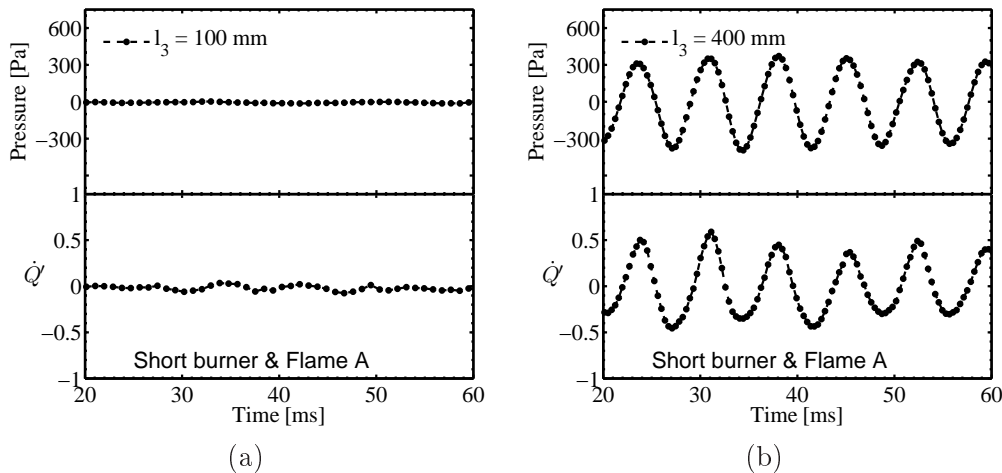 600
300
0
−300
Pressure [Pa]
l3 = 100 mm
1
0.5
0
−0.5
−1
Q̇′
Short burner & Flame A
20 30 40 50 60
Time [ms]
(a)
600
300
0
−300
Pressure [Pa]
l3 = 400 mm
1
0.5
0
−0.5
−1
Q̇′
Short burner & Flame A
20 30 40 50 60
Time [ms]
(b)